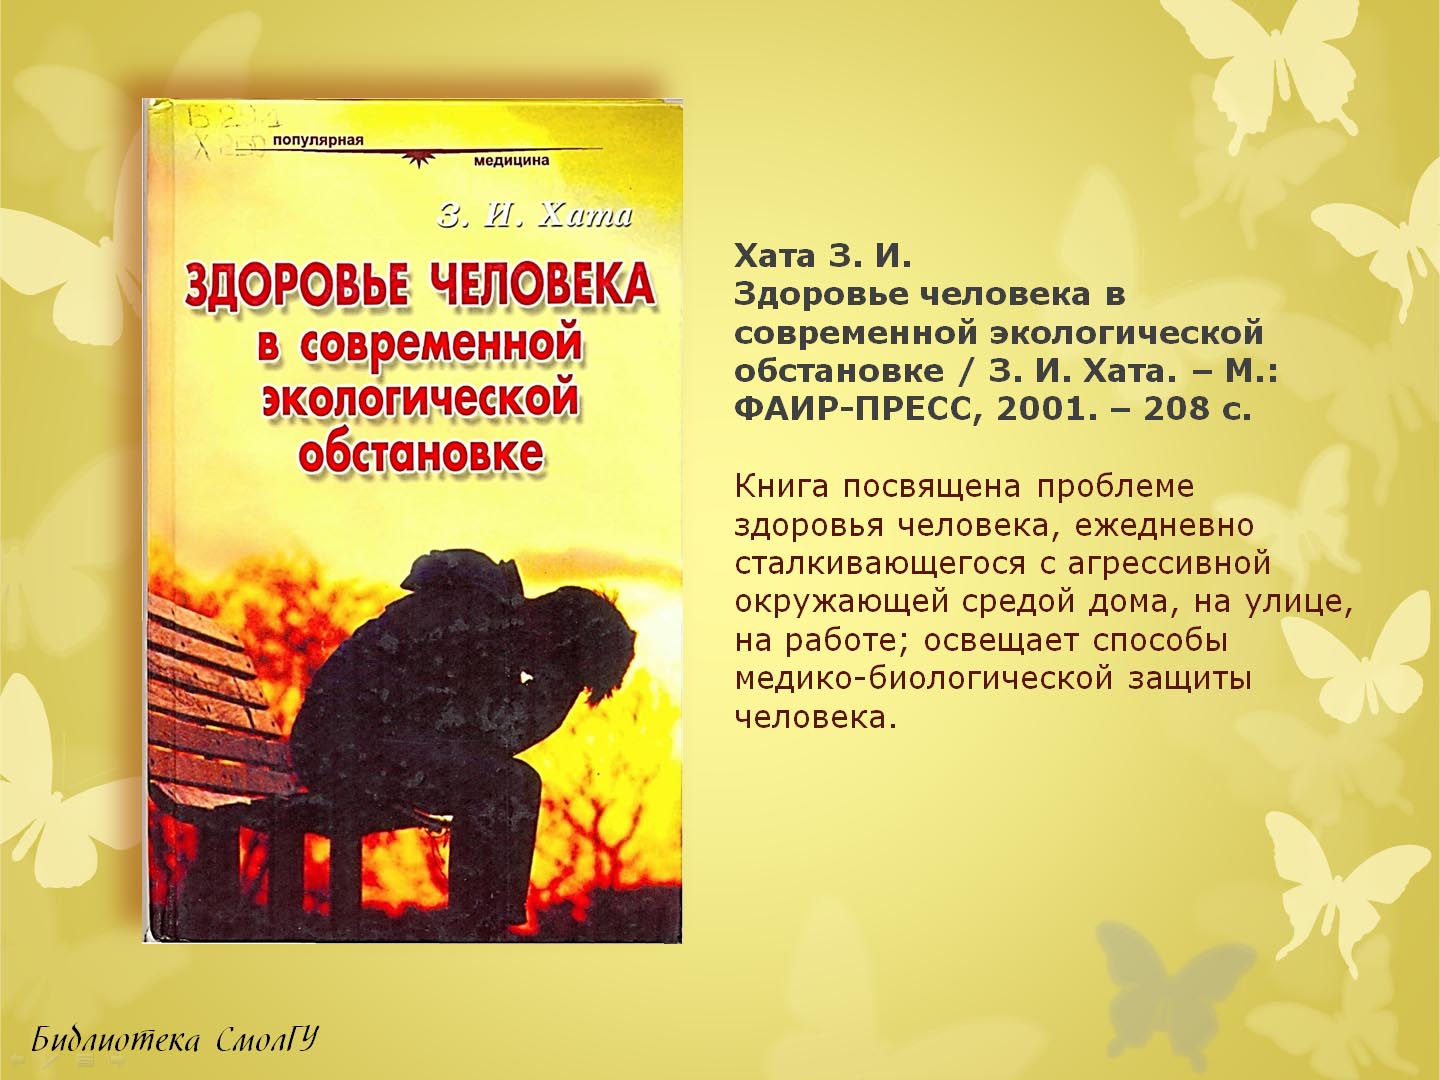 популярная
медицина
З. И. Хата
ЗДОРОВЬЕ ЧЕЛОВЕКА
в современной
экологической
обстановке
Хата З. И.
Здоровье человека в
современной экологической
обстановке / З. И. Хата. – М.:
ФАИР-ПРЕСС, 2001. – 208 с.
Книга посвящена проблеме
здоровья человека, ежедневно
сталкивающегося с агрессивной
окружающей средой дома, на улице,
на работе; освещает способы
медико-биологической защиты
человека.
Библиотека СмолГУ